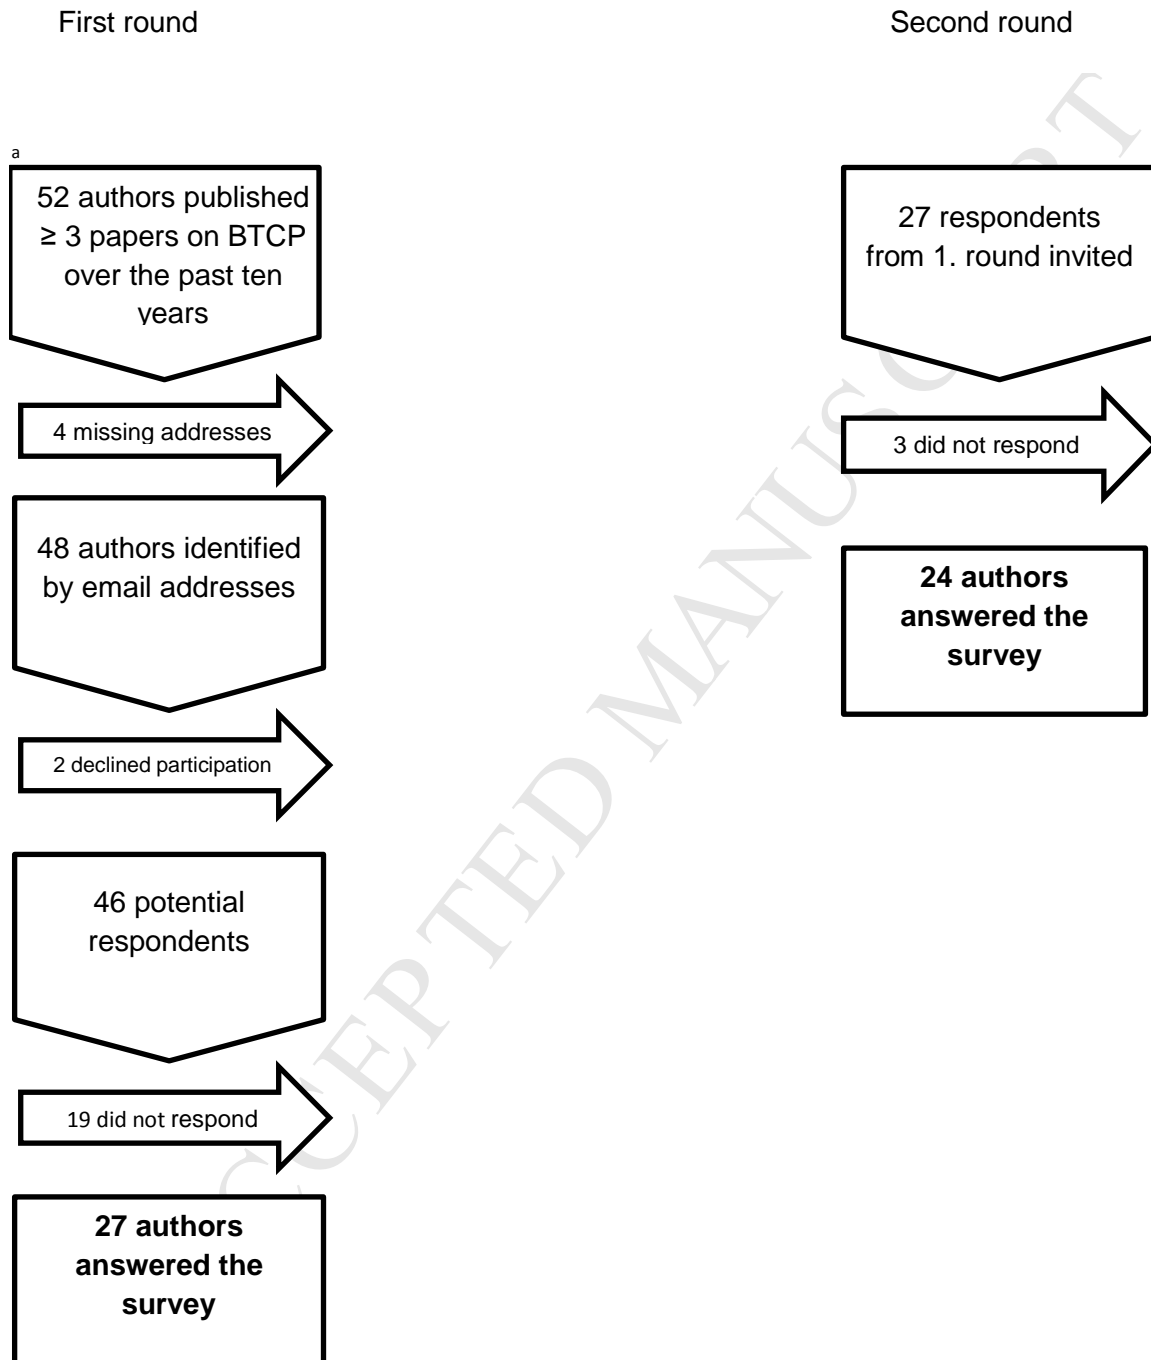 First round
Second round
a
52 authors published
≥ 3 papers on BTCP
over the past ten
years
4 missing addresses
48 authors identified
by email addresses
2 declined participation
46 potential
respondents
19 did not respond
27 authors
answered the
survey
27 respondents
from 1. round invited
3 did not respond
24 authors
answered the
survey
ACCEPTED MANUSCRIPT